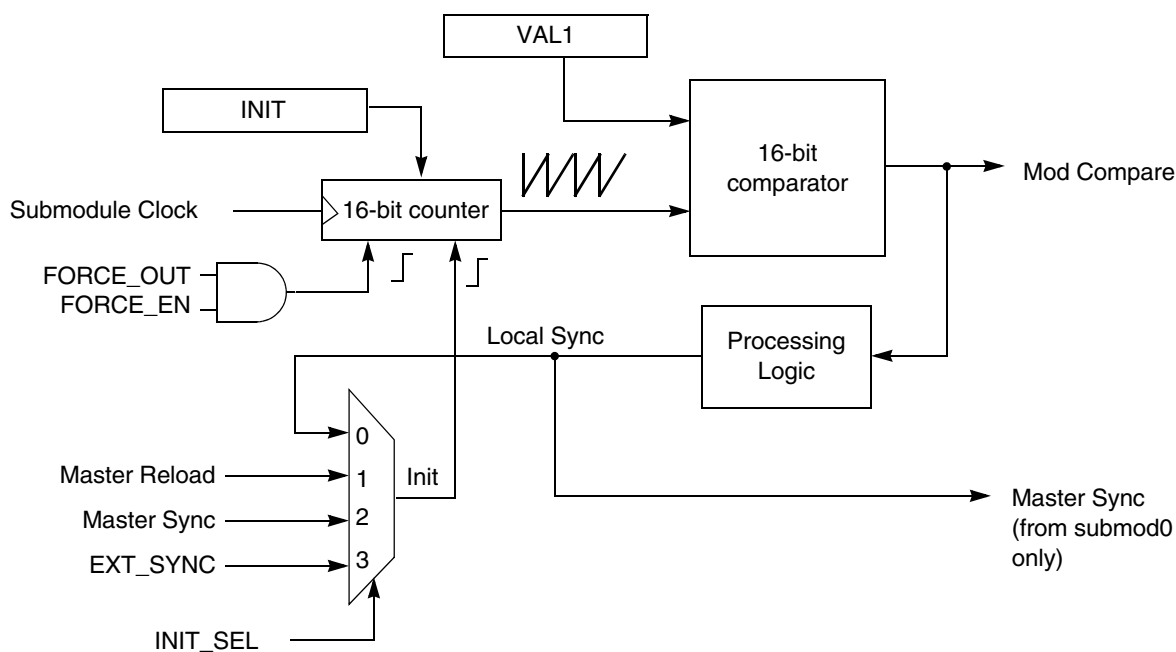 VAL1
INIT
16-bit
comparator
Mod Compare
Submodule Clock
16-bit counter
FORCE_OUT
FORCE_EN
Local Sync
Processing
Logic
0
Master Reload
1
Init
Master Sync
2
Master Sync
(from submod0
only)
EXT_SYNC
3
INIT_SEL